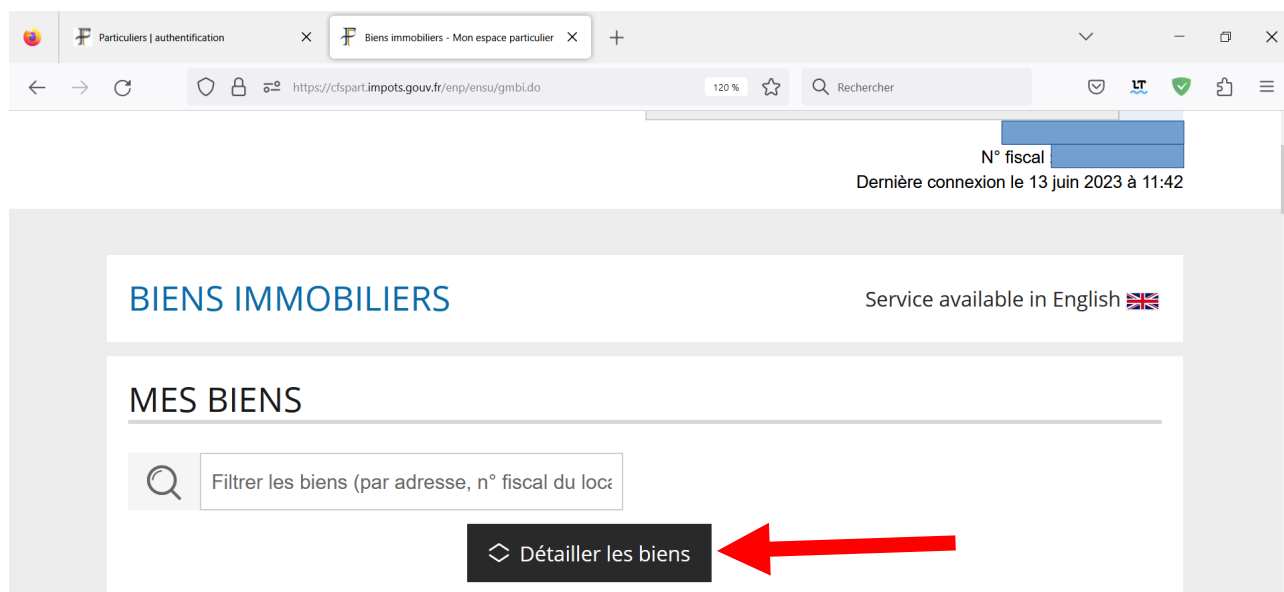 Particuliers | authentification
Biens immobiliers - Mon espace particulier
https://cfspart.impots.gouv.fr/enp/ensu/gmbi.do
120 %
Rechercher
LT
N° fiscal :
Dernière connexion le 13 juin 2023 à 11:42
BIENS IMMOBILIERS
Service available in English
MES BIENS
Filtrer les biens (par adresse, n° fiscal du loca
Détailler les biens